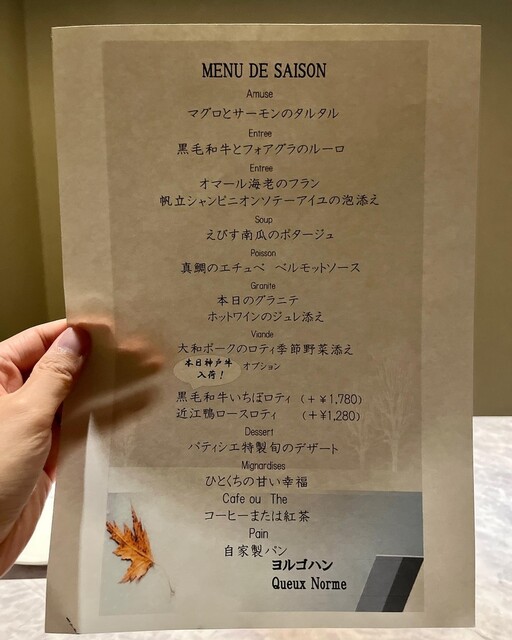 MENU DE SAISON
Amuse
マグロとサーモンのタルタル
Entree
黒毛和牛とフォアグラのルーロ
Entree
オマール海老のフラン
帆立シャンピニオンソテーアイユの泡添え
Soup
えびす南瓜のポタージュ
Poisson
真鯛のエチュベ ベルモットソース
Granite
本日のグラニテ
ホットワインのジュレ添え
Viande
大和ポークのロティ季節野菜添え
本日神戸牛
入荷!
オプション
黒毛和牛いちぼロティ (+¥1,780)
近江鴨ロースロティ (+¥1,280)
Dessert
パティシエ特製旬のデザート
Mignardises
ひとくちの甘い幸福
Cafe ou The
コーヒーまたは紅茶
Pain
自家製パン
ヨルゴハン
Queux Norme